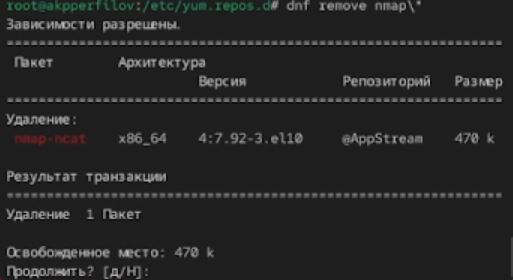 root@akpperfilov:/etc/yum.repos.d# dnf remove nmap\*
Зависимости разрешены.
================================================================================
Пакет Архитектура
Версия Репозиторий Размер
================================================================================
Удаление:
nmap-ncat x86_64 4:7.92-3.el10 @AppStream 470 k

Результат транзакции
================================================================================
Удаление 1 Пакет

Освобожденное место: 470 k
Продолжить? [д/Н]: